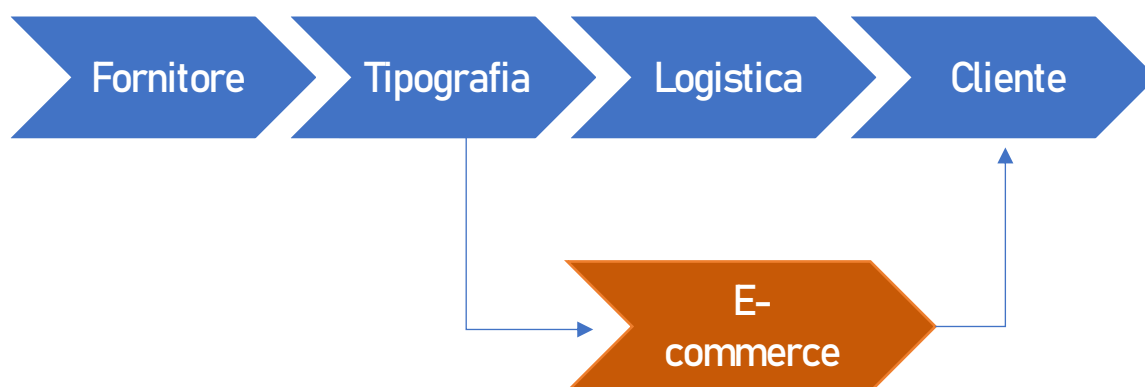 Fornitore
Tipografia
Logistica
Cliente
E-
commerce